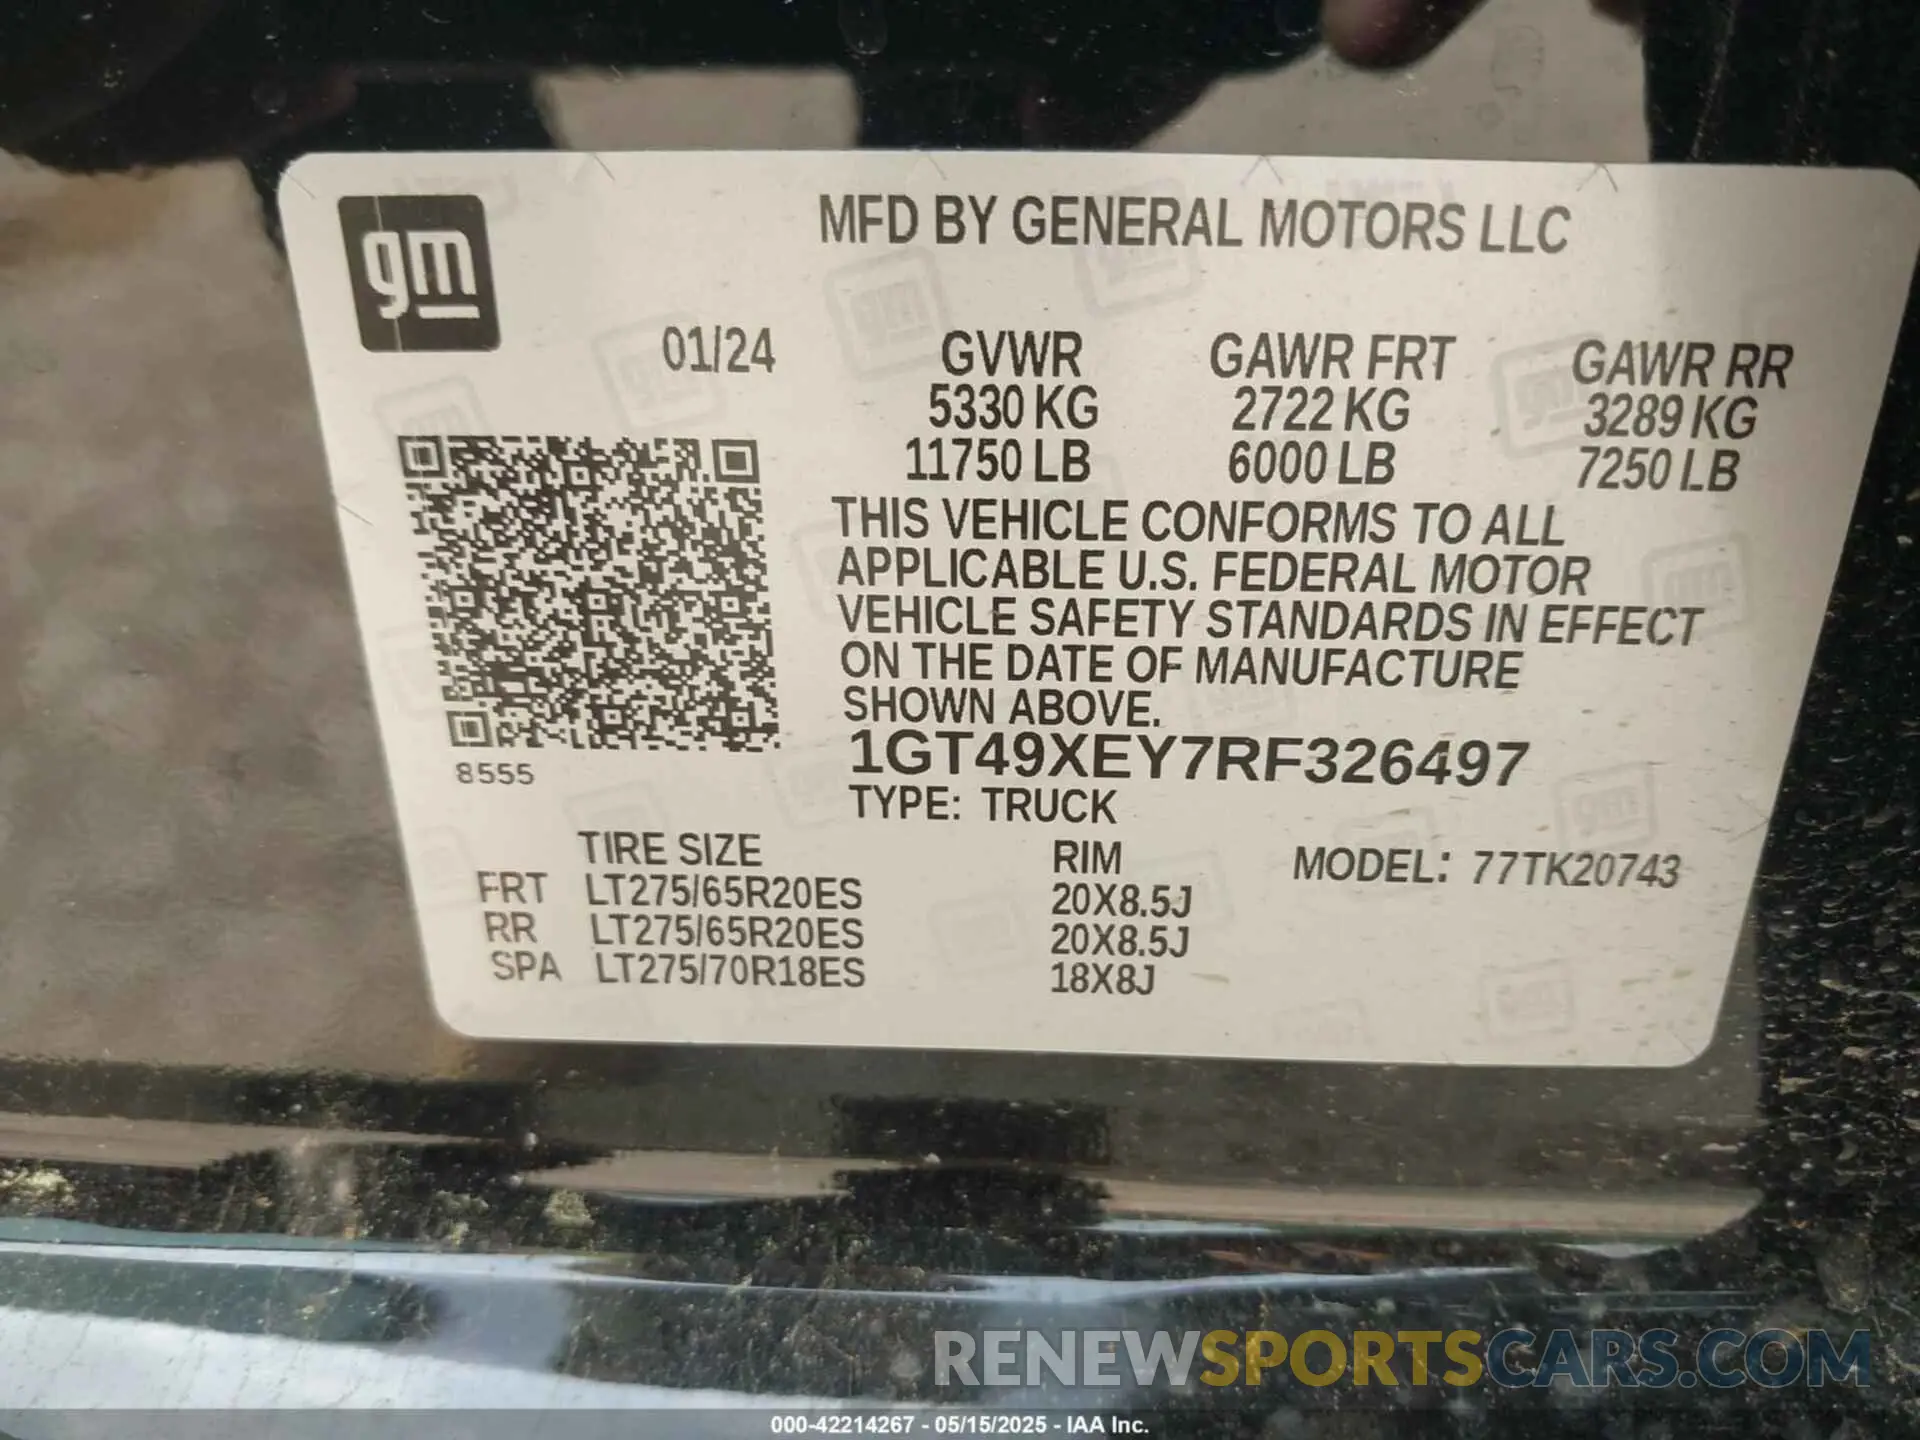 gm
MFD BY GENERAL MOTORS LLC
01/24 GVWR GAWR FRT GAWR RR
5330 KG 2722 KG 3289 KG
11750 LB 6000 LB 7250 LB
THIS VEHICLE CONFORMS TO ALL
APPLICABLE U.S. FEDERAL MOTOR
VEHICLE SAFETY STANDARDS IN EFFECT
ON THE DATE OF MANUFACTURE
SHOWN ABOVE.
1GT49XEY7RF326497
8555
TYPE: TRUCK
TIRE SIZE RIM MODEL: 77TK20743
FRT LT275/65R20ES 20X8.5J
RR LT275/65R20ES 20X8.5J
SPA LT275/70R18ES 18X8J
RENEWSPORTSCARS.COM
000-42214267 - 05/15/2025 - IAA Inc.